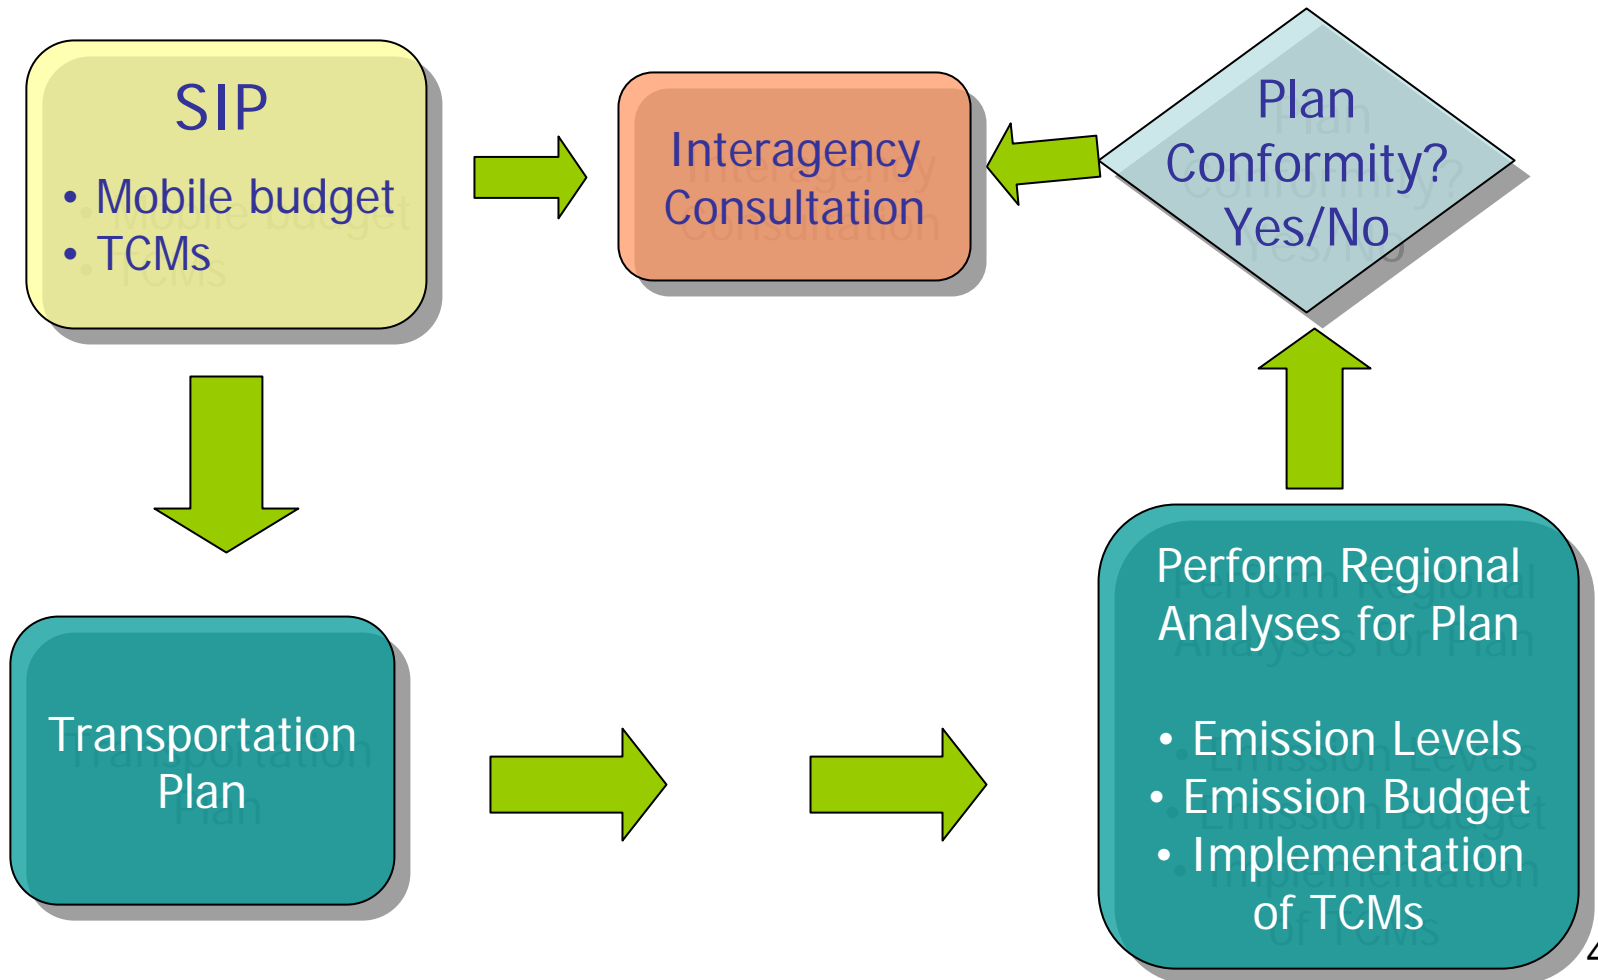 SIP
• Mobile budget
• TCMs
Interagency
Consultation
Plan
Conformity?
Yes/No
Transportation
Plan
Perform Regional
Analyses for Plan
• Emission Levels
• Emission Budget
• Implementation
of TCMs
4